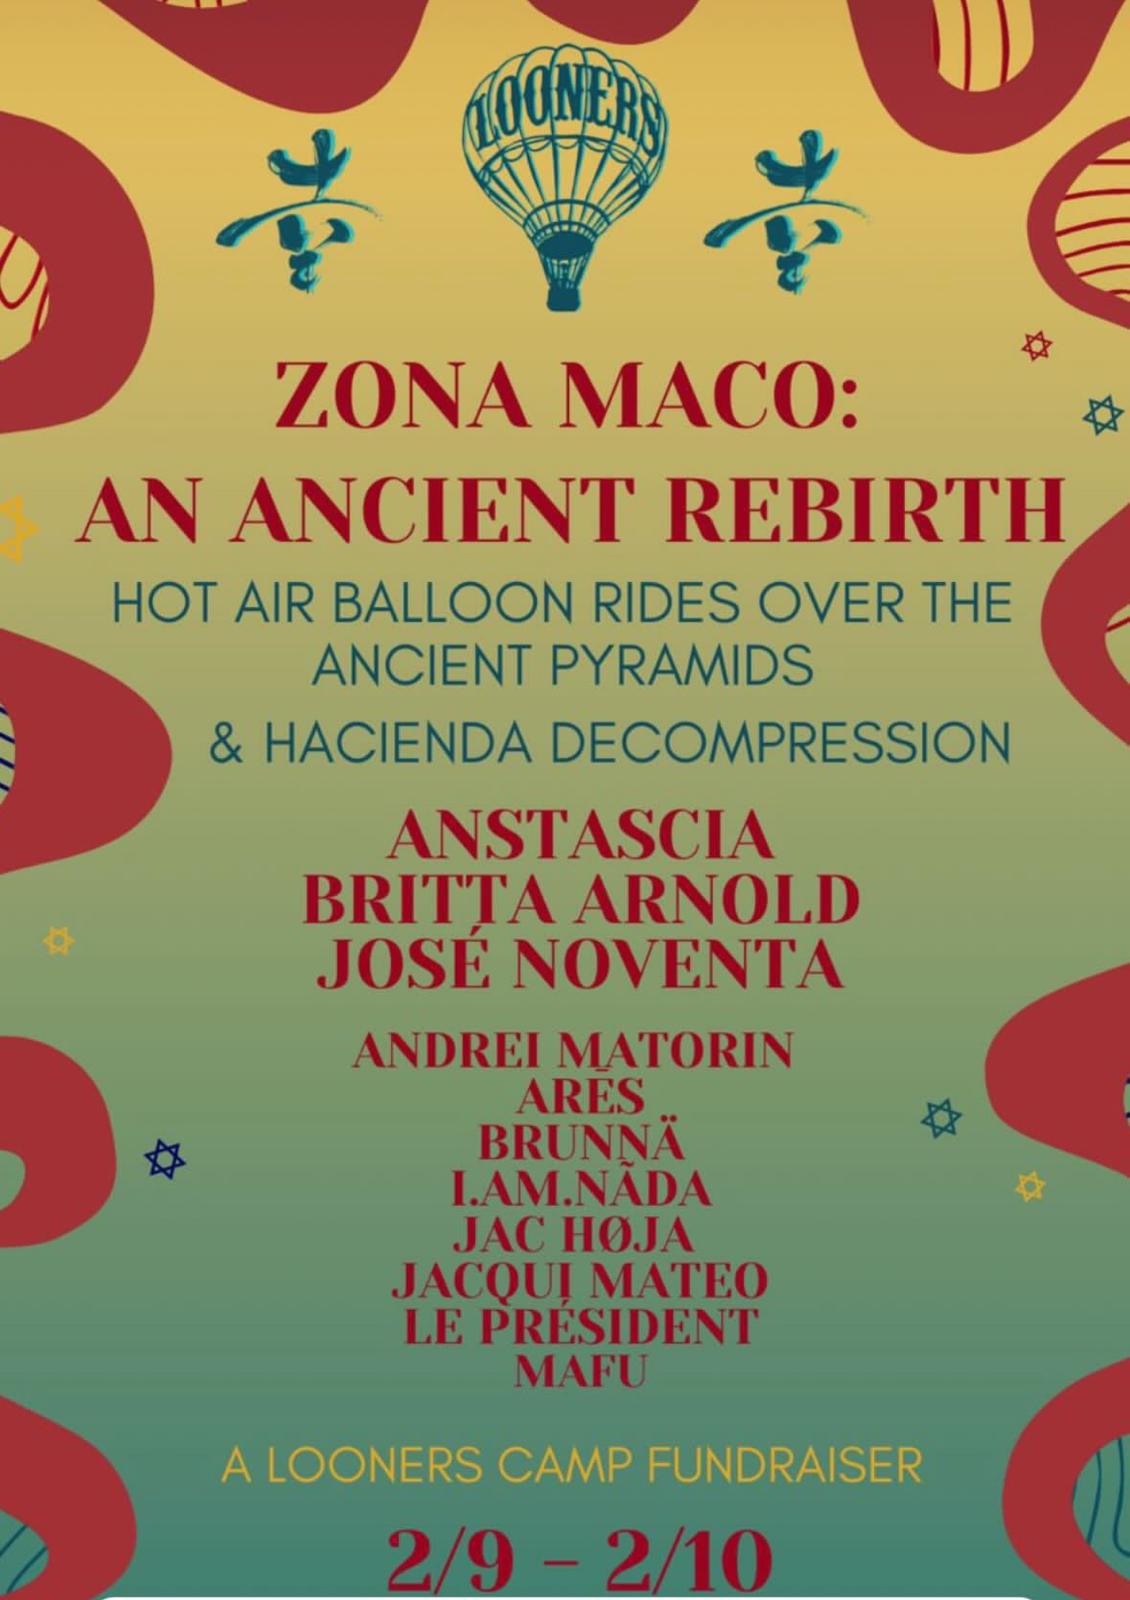 LOONERS
ZONA MACO:
AN ANCIENT REBIRTH
HOT AIR BALLOON RIDES OVER THE
ANCIENT PYRAMIDS
& HACIENDA DECOMPRESSION
ANSTASCIA
BRITTA ARNOLD
JOSÉ NOVENTA
ANDREI MATORIN
ARĒS
BRUNNÄ
I.AM.NÃDA
JAC HØJA
JACQUI MATEO
LE PRÉSIDENT
MAFU
A LOONERS CAMP FUNDRAISER
2/9 – 2/10